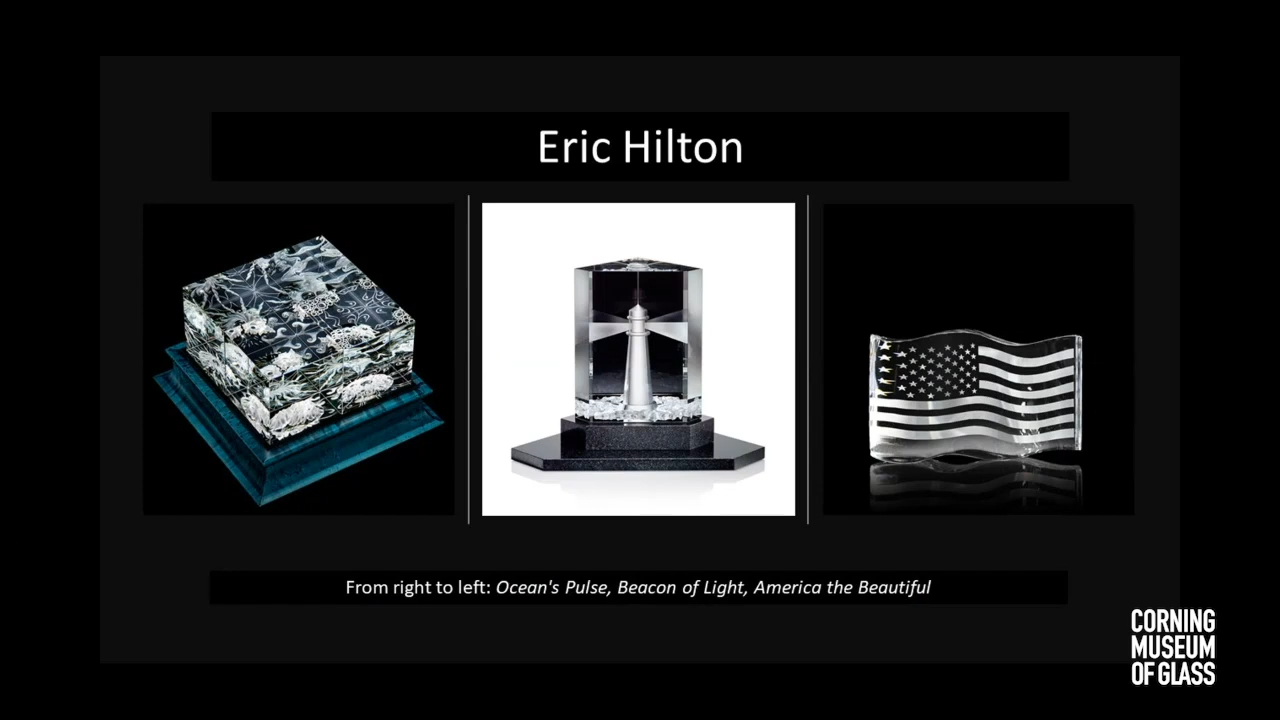 Eric Hilton
From right to left: Ocean's Pulse, Beacon of Light, America the Beautiful
CORNING
MUSEUM
OF GLASS